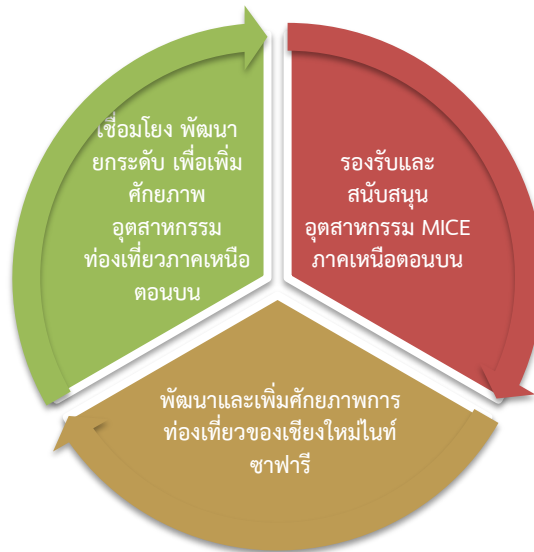 เชื่อมโยง พัฒนา
ยกระดับ เพื่อเพิ่ม
ศักยภาพ
อุตสาหกรรม
ท่องเที่ยวภาคเหนือ
ตอนบน
รองรับและ
สนับสนุน
อุตสาหกรรม MICE
ภาคเหนือตอนบน
พัฒนาและเพิ่มศักยภาพการ
ท่องเที่ยวของเชียงใหม่ไนท์
ซาฟารี